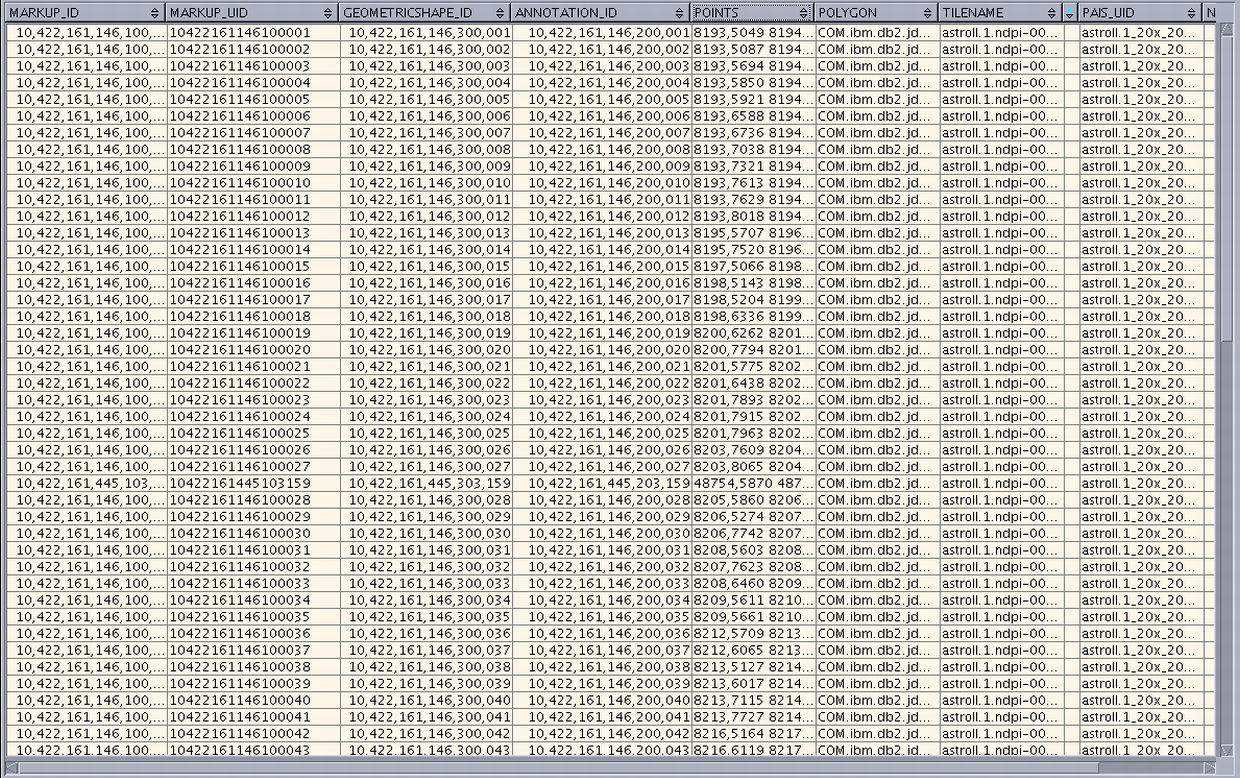 MARKUP_ID MARKUP_UID GEOMETRICSHAPE_ID ANNOTATION_ID POINTS POLYGON TILENAME PAIS_UID N
10,422,161,146,100,... 10422161146100001 10,422,161,146,300,001 10,422,161,146,200,001 8193,5049 8194... COM.ibm.db2.jd... astroll.1.ndpi-00... astroll.1_20x_20...
10,422,161,146,100,... 10422161146100002 10,422,161,146,300,002 10,422,161,146,200,002 8193,5087 8194... COM.ibm.db2.jd... astroll.1.ndpi-00... astroll.1_20x_20...
10,422,161,146,100,... 10422161146100003 10,422,161,146,300,003 10,422,161,146,200,003 8193,5694 8194... COM.ibm.db2.jd... astroll.1.ndpi-00... astroll.1_20x_20...
10,422,161,146,100,... 10422161146100004 10,422,161,146,300,004 10,422,161,146,200,004 8193,5850 8194... COM.ibm.db2.jd... astroll.1.ndpi-00... astroll.1_20x_20...
10,422,161,146,100,... 10422161146100005 10,422,161,146,300,005 10,422,161,146,200,005 8193,5921 8194... COM.ibm.db2.jd... astroll.1.ndpi-00... astroll.1_20x_20...
10,422,161,146,100,... 10422161146100006 10,422,161,146,300,006 10,422,161,146,200,006 8193,6588 8194... COM.ibm.db2.jd... astroll.1.ndpi-00... astroll.1_20x_20...
10,422,161,146,100,... 10422161146100007 10,422,161,146,300,007 10,422,161,146,200,007 8193,6736 8194... COM.ibm.db2.jd... astroll.1.ndpi-00... astroll.1_20x_20...
10,422,161,146,100,... 10422161146100008 10,422,161,146,300,008 10,422,161,146,200,008 8193,7038 8194... COM.ibm.db2.jd... astroll.1.ndpi-00... astroll.1_20x_20...
10,422,161,146,100,... 10422161146100009 10,422,161,146,300,009 10,422,161,146,200,009 8193,7321 8194... COM.ibm.db2.jd... astroll.1.ndpi-00... astroll.1_20x_20...
10,422,161,146,100,... 10422161146100010 10,422,161,146,300,010 10,422,161,146,200,010 8193,7613 8194... COM.ibm.db2.jd... astroll.1.ndpi-00... astroll.1_20x_20...
10,422,161,146,100,... 10422161146100011 10,422,161,146,300,011 10,422,161,146,200,011 8193,7629 8194... COM.ibm.db2.jd... astroll.1.ndpi-00... astroll.1_20x_20...
10,422,161,146,100,... 10422161146100012 10,422,161,146,300,012 10,422,161,146,200,012 8193,8018 8194... COM.ibm.db2.jd... astroll.1.ndpi-00... astroll.1_20x_20...
10,422,161,146,100,... 10422161146100013 10,422,161,146,300,013 10,422,161,146,200,013 8195,5707 8196... COM.ibm.db2.jd... astroll.1.ndpi-00... astroll.1_20x_20...
10,422,161,146,100,... 10422161146100014 10,422,161,146,300,014 10,422,161,146,200,014 8195,7520 8196... COM.ibm.db2.jd... astroll.1.ndpi-00... astroll.1_20x_20...
10,422,161,146,100,... 10422161146100015 10,422,161,146,300,015 10,422,161,146,200,015 8197,5066 8198... COM.ibm.db2.jd... astroll.1.ndpi-00... astroll.1_20x_20...
10,422,161,146,100,... 10422161146100016 10,422,161,146,300,016 10,422,161,146,200,016 8198,5143 8198... COM.ibm.db2.jd... astroll.1.ndpi-00... astroll.1_20x_20...
10,422,161,146,100,... 10422161146100017 10,422,161,146,300,017 10,422,161,146,200,017 8198,5204 8199... COM.ibm.db2.jd... astroll.1.ndpi-00... astroll.1_20x_20...
10,422,161,146,100,... 10422161146100018 10,422,161,146,300,018 10,422,161,146,200,018 8198,6336 8199... COM.ibm.db2.jd... astroll.1.ndpi-00... astroll.1_20x_20...
10,422,161,146,100,... 10422161146100019 10,422,161,146,300,019 10,422,161,146,200,019 8200,6262 8201... COM.ibm.db2.jd... astroll.1.ndpi-00... astroll.1_20x_20...
10,422,161,146,100,... 10422161146100020 10,422,161,146,300,020 10,422,161,146,200,020 8200,7794 8201... COM.ibm.db2.jd... astroll.1.ndpi-00... astroll.1_20x_20...
10,422,161,146,100,... 10422161146100021 10,422,161,146,300,021 10,422,161,146,200,021 8201,5775 8202... COM.ibm.db2.jd... astroll.1.ndpi-00... astroll.1_20x_20...
10,422,161,146,100,... 10422161146100022 10,422,161,146,300,022 10,422,161,146,200,022 8201,6438 8202... COM.ibm.db2.jd... astroll.1.ndpi-00... astroll.1_20x_20...
10,422,161,146,100,... 10422161146100023 10,422,161,146,300,023 10,422,161,146,200,023 8201,7893 8202... COM.ibm.db2.jd... astroll.1.ndpi-00... astroll.1_20x_20...
10,422,161,146,100,... 10422161146100024 10,422,161,146,300,024 10,422,161,146,200,024 8201,7915 8202... COM.ibm.db2.jd... astroll.1.ndpi-00... astroll.1_20x_20...
10,422,161,146,100,... 10422161146100025 10,422,161,146,300,025 10,422,161,146,200,025 8201,7963 8202... COM.ibm.db2.jd... astroll.1.ndpi-00... astroll.1_20x_20...
10,422,161,146,100,... 10422161146100026 10,422,161,146,300,026 10,422,161,146,200,026 8203,7609 8204... COM.ibm.db2.jd... astroll.1.ndpi-00... astroll.1_20x_20...
10,422,161,146,100,... 10422161146100027 10,422,161,146,300,027 10,422,161,146,200,027 8203,8065 8204... COM.ibm.db2.jd... astroll.1.ndpi-00... astroll.1_20x_20...
10,422,161,445,103,... 10422161445103159 10,422,161,445,303,159 10,422,161,445,203,159 48754,5870 487... COM.ibm.db2.jd... astroll.1.ndpi-00... astroll.1_20x_20...
10,422,161,146,100,... 10422161146100028 10,422,161,146,300,028 10,422,161,146,200,028 8205,5860 8206... COM.ibm.db2.jd... astroll.1.ndpi-00... astroll.1_20x_20...
10,422,161,146,100,... 10422161146100029 10,422,161,146,300,029 10,422,161,146,200,029 8206,5274 8207... COM.ibm.db2.jd... astroll.1.ndpi-00... astroll.1_20x_20...
10,422,161,146,100,... 10422161146100030 10,422,161,146,300,030 10,422,161,146,200,030 8206,7742 8207... COM.ibm.db2.jd... astroll.1.ndpi-00... astroll.1_20x_20...
10,422,161,146,100,... 10422161146100031 10,422,161,146,300,031 10,422,161,146,200,031 8208,5603 8208... COM.ibm.db2.jd... astroll.1.ndpi-00... astroll.1_20x_20...
10,422,161,146,100,... 10422161146100032 10,422,161,146,300,032 10,422,161,146,200,032 8207,7623 8208... COM.ibm.db2.jd... astroll.1.ndpi-00... astroll.1_20x_20...
10,422,161,146,100,... 10422161146100033 10,422,161,146,300,033 10,422,161,146,200,033 8208,6460 8209... COM.ibm.db2.jd... astroll.1.ndpi-00... astroll.1_20x_20...
10,422,161,146,100,... 10422161146100034 10,422,161,146,300,034 10,422,161,146,200,034 8209,5611 8210... COM.ibm.db2.jd... astroll.1.ndpi-00... astroll.1_20x_20...
10,422,161,146,100,... 10422161146100035 10,422,161,146,300,035 10,422,161,146,200,035 8209,5661 8210... COM.ibm.db2.jd... astroll.1.ndpi-00... astroll.1_20x_20...
10,422,161,146,100,... 10422161146100036 10,422,161,146,300,036 10,422,161,146,200,036 8212,5709 8213... COM.ibm.db2.jd... astroll.1.ndpi-00... astroll.1_20x_20...
10,422,161,146,100,... 10422161146100037 10,422,161,146,300,037 10,422,161,146,200,037 8212,6065 8213... COM.ibm.db2.jd... astroll.1.ndpi-00... astroll.1_20x_20...
10,422,161,146,100,... 10422161146100038 10,422,161,146,300,038 10,422,161,146,200,038 8213,5127 8214... COM.ibm.db2.jd... astroll.1.ndpi-00... astroll.1_20x_20...
10,422,161,146,100,... 10422161146100039 10,422,161,146,300,039 10,422,161,146,200,039 8213,6017 8214... COM.ibm.db2.jd... astroll.1.ndpi-00... astroll.1_20x_20...
10,422,161,146,100,... 10422161146100040 10,422,161,146,300,040 10,422,161,146,200,040 8213,7115 8214... COM.ibm.db2.jd... astroll.1.ndpi-00... astroll.1_20x_20...
10,422,161,146,100,... 10422161146100041 10,422,161,146,300,041 10,422,161,146,200,041 8213,7727 8214... COM.ibm.db2.jd... astroll.1.ndpi-00... astroll.1_20x_20...
10,422,161,146,100,... 10422161146100042 10,422,161,146,300,042 10,422,161,146,200,042 8216,5164 8217... COM.ibm.db2.jd... astroll.1.ndpi-00... astroll.1_20x_20...
10,422,161,146,100,... 10422161146100043 10,422,161,146,300,043 10,422,161,146,200,043 8216,6119 8217... COM.ibm.db2.jd... astroll.1.ndpi-00... astroll.1_20x_20...